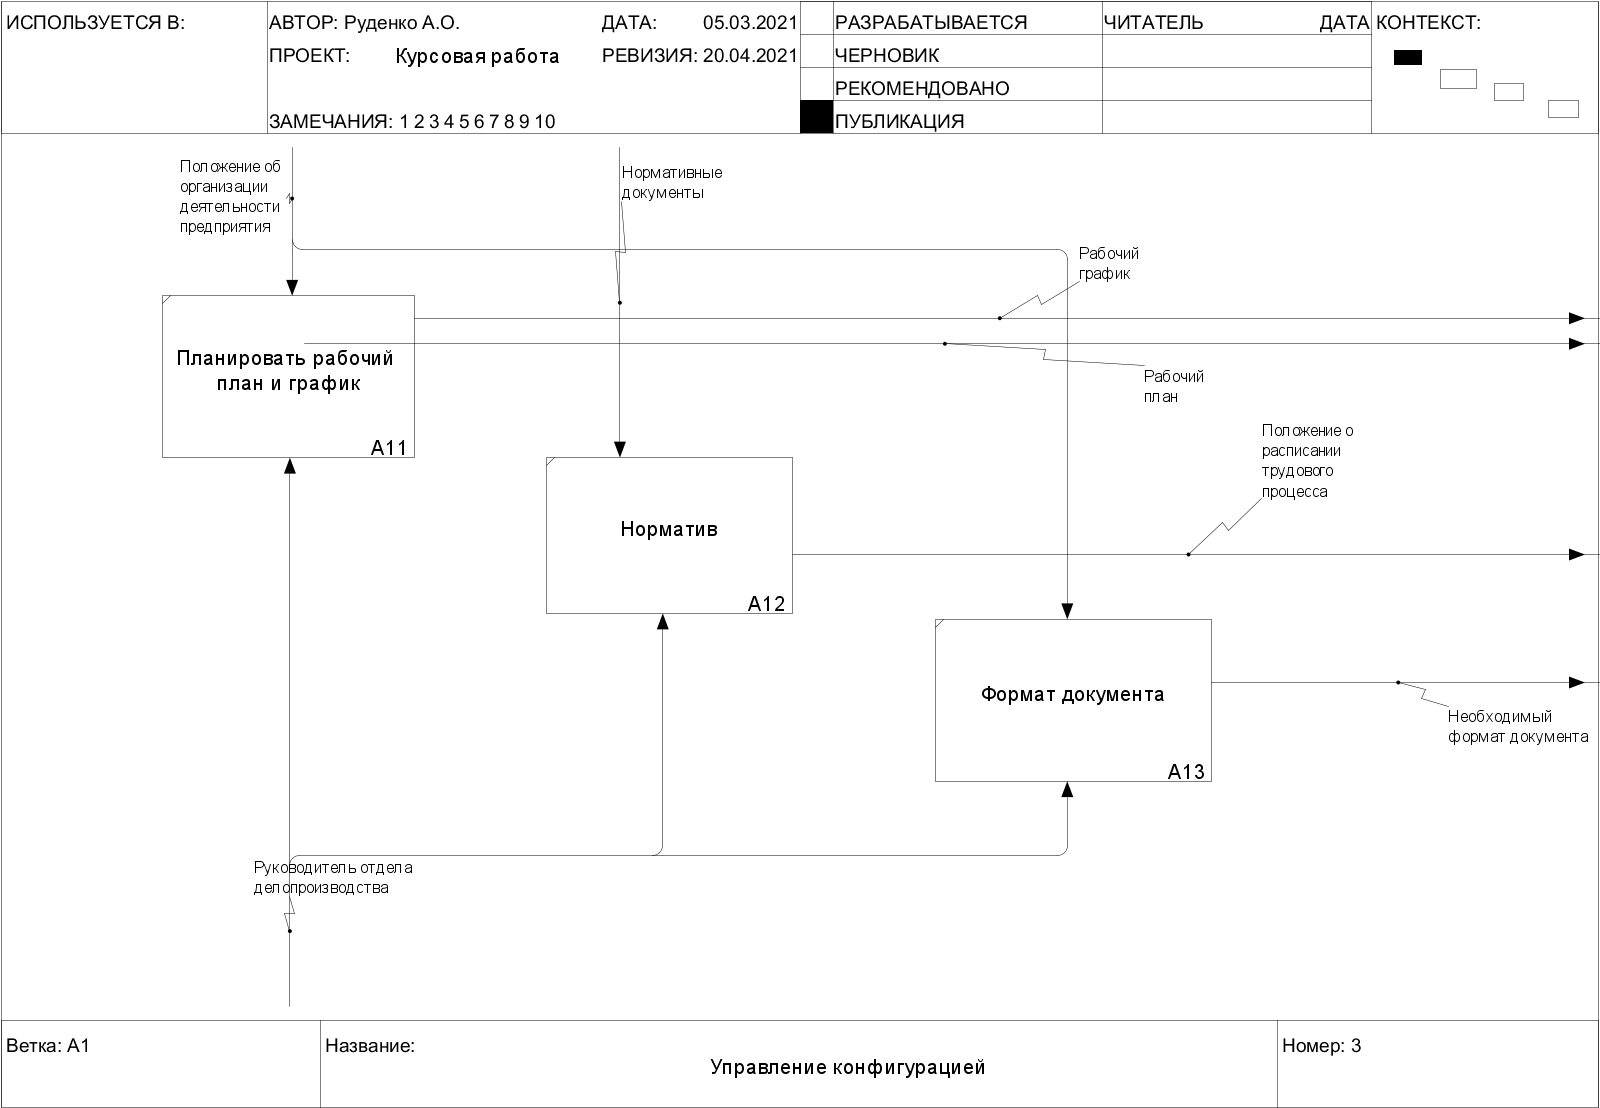 ИСПОЛЬЗУЕТСЯ В:
АВТОР: Руденко А.О.
ДАТА: 05.03.2021
ПРОЕКТ: Курсовая работа
РЕВИЗИЯ: 20.04.2021
ЗАМЕЧАНИЯ: 1 2 3 4 5 6 7 8 9 10
РАЗРАБАТЫВАЕТСЯ
ЧЕРНОВИК
РЕКОМЕНДОВАНО
ПУБЛИКАЦИЯ
ЧИТАТЕЛЬ
ДАТА
КОНТЕКСТ:
Положение об
организации
деятельности
предприятия
Нормативные
документы
Рабочий
график
Планировать рабочий
план и график
A11
Рабочий
план
Положение о
расписании
трудового
процесса
Норматив
A12
Формат документа
A13
Необходимый
формат документа
Руководитель отдела
делопроизводства
Ветка: A1
Название:
Управление конфигурацией
Номер: 3